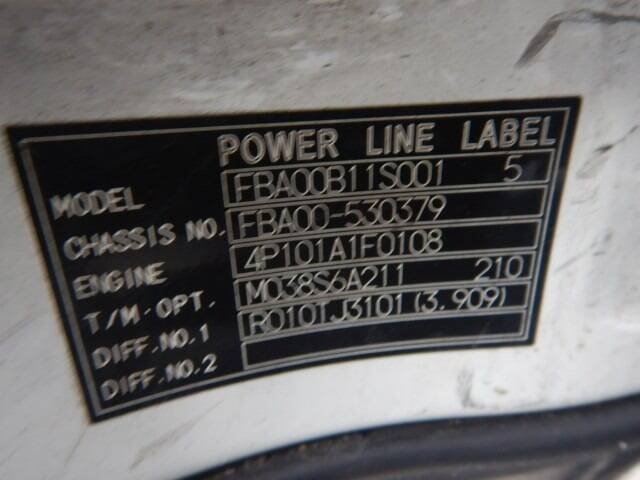 POWER LINE LABEL
MODEL FBA00B11S001 5
CHASSIS NO. FBA00-530379
ENGINE 4P101A1F0108
T/M-OPT. M038S6A211 210
DIFF.NO.1 R010TJ3101(3.909)
DIFF.NO.2